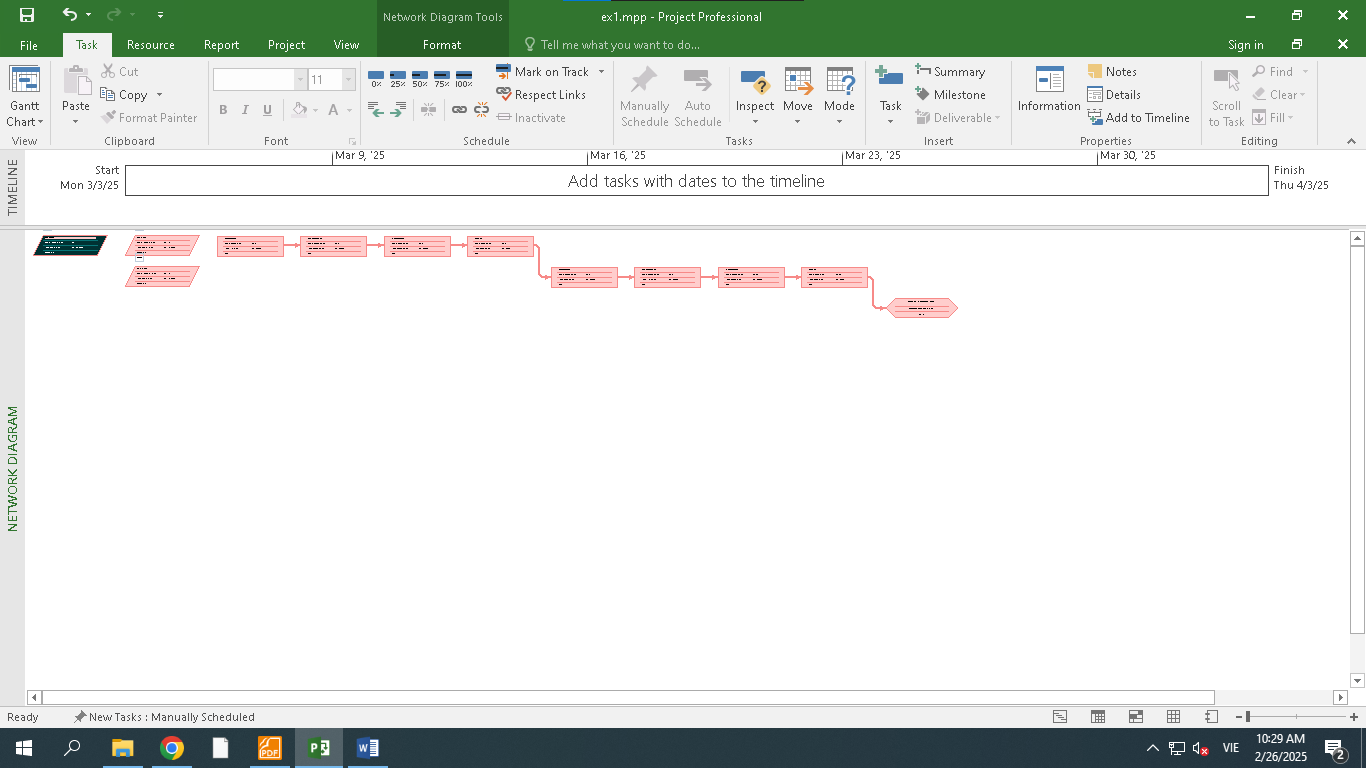 Network Diagram Tools
ex1.mpp - Project Professional
File
Task
Resource
Report
Project
View
Format
Tell me what you want to do...
Sign in
Gantt
Chart
View
Paste
Cut
Copy
Format Painter
Clipboard
11
B I U
A
Font
0% 25% 50% 75% 100%
Mark on Track
Respect Links
Inactivate
Schedule
Manually
Schedule
Auto
Schedule
Inspect
Move
Mode
Tasks
Task
Summary
Milestone
Deliverable
Insert
Information
Notes
Details
Add to Timeline
Properties
Scroll
to Task
Find
Clear
Fill
Editing
TIMELINE
Start
Mon 3/3/25
Mar 9, '25
Mar 16, '25
Mar 23, '25
Mar 30, '25
Add tasks with dates to the timeline
Finish
Thu 4/3/25
NETWORK DIAGRAM
Ready
New Tasks : Manually Scheduled
PDF
P
W
VIE
10:29 AM
2/26/2025
2